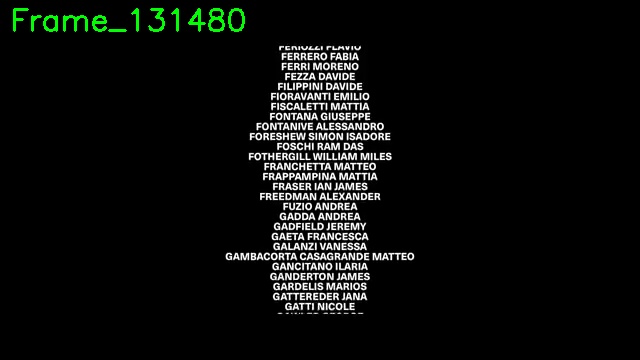 Frame_131480
FERIOZZI FLAVIO
FERRERO FABIA
FERRI MORENO
FEZZA DAVIDE
FILIPPINI DAVIDE
FIORAVANTI EMILIO
FISCALETTI MATTIA
FONTANA GIUSEPPE
FONTANIVE ALESSANDRO
FORESHEW SIMON ISADORE
FOSCHI RAM DAS
FOTHERGILL WILLIAM MILES
FRANCHETTA MATTEO
FRAPPAMPINA MATTIA
FRASER IAN JAMES
FREEDMAN ALEXANDER
FUZIO ANDREA
GADDA ANDREA
GADFIELD JEREMY
GAETA FRANCESCA
GALANZI VANESSA
GAMBACORTA CASAGRANDE MATTEO
GANCITANO ILARIA
GANDERTON JAMES
GARDELIS MARIOS
GATTEREDER JANA
GATTI NICOLE